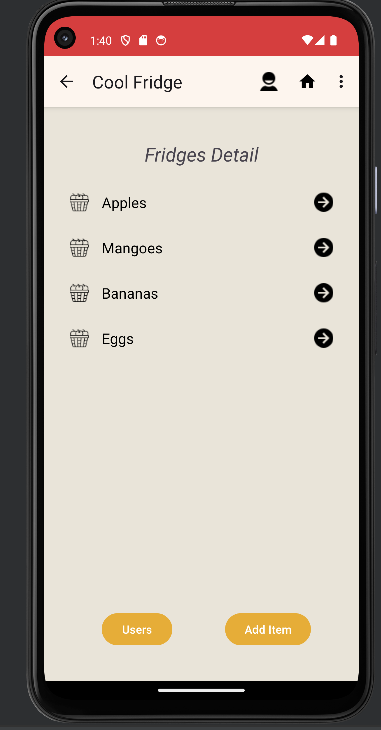 1:40
Cool Fridge
Fridges Detail
Apples
Mangoes
Bananas
Eggs
Users
Add Item